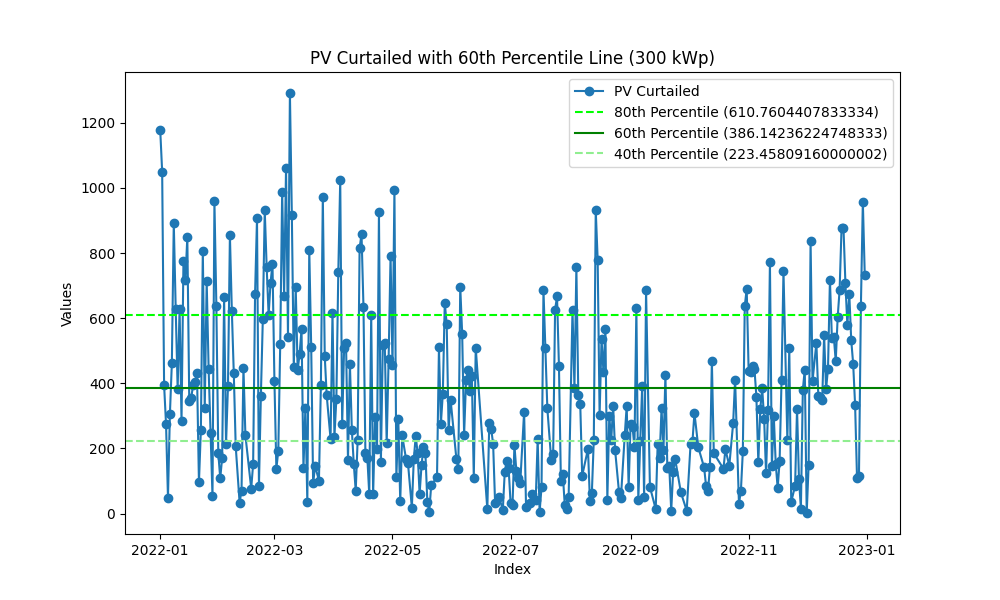 PV Curtailed with 60th Percentile Line (300 kWp)
PV Curtailed
80th Percentile (610.7604407833334)
60th Percentile (386.14236224748333)
40th Percentile (223.45809160000002)
Values
1200
1000
800
600
400
200
0
2022-01 2022-03 2022-05 2022-07 2022-09 2022-11 2023-01
Index